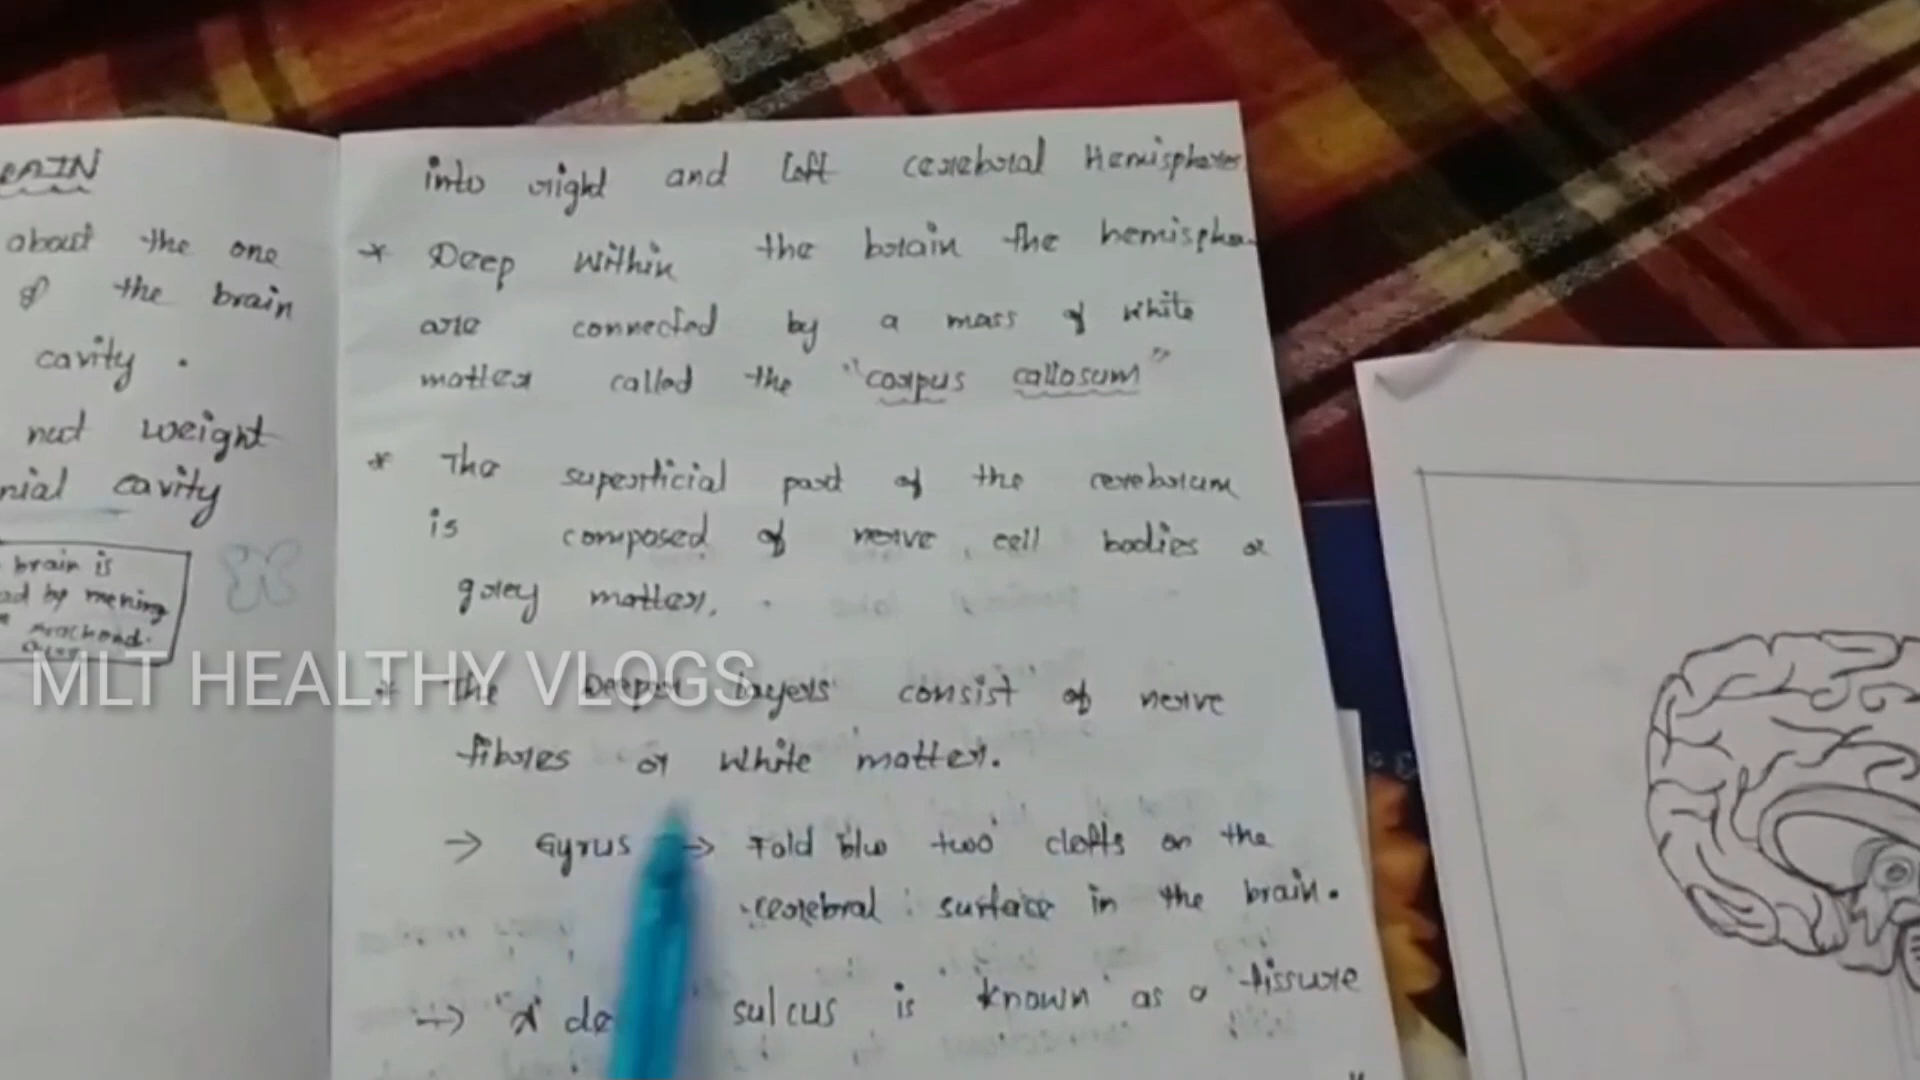 BRAIN
about the one
of the brain
cavity .
weight
cavity
brain is
by mening
into right and left cerebral Hemispheres
* Deep within the brain the hemisphe-
are connected by a mass of white
matter called the "corpus callosum"
* The superficial part of the cerebrum
is composed of nerve cell bodies or
grey matter.
* The Deeper layers consist of nerve
fibres or white matter.
→ Gyrus → Fold b/w two clefts on the
cerebral surface in the brain.
→ A sulcus is known as a fissure
MLT HEALTHY VLOGS